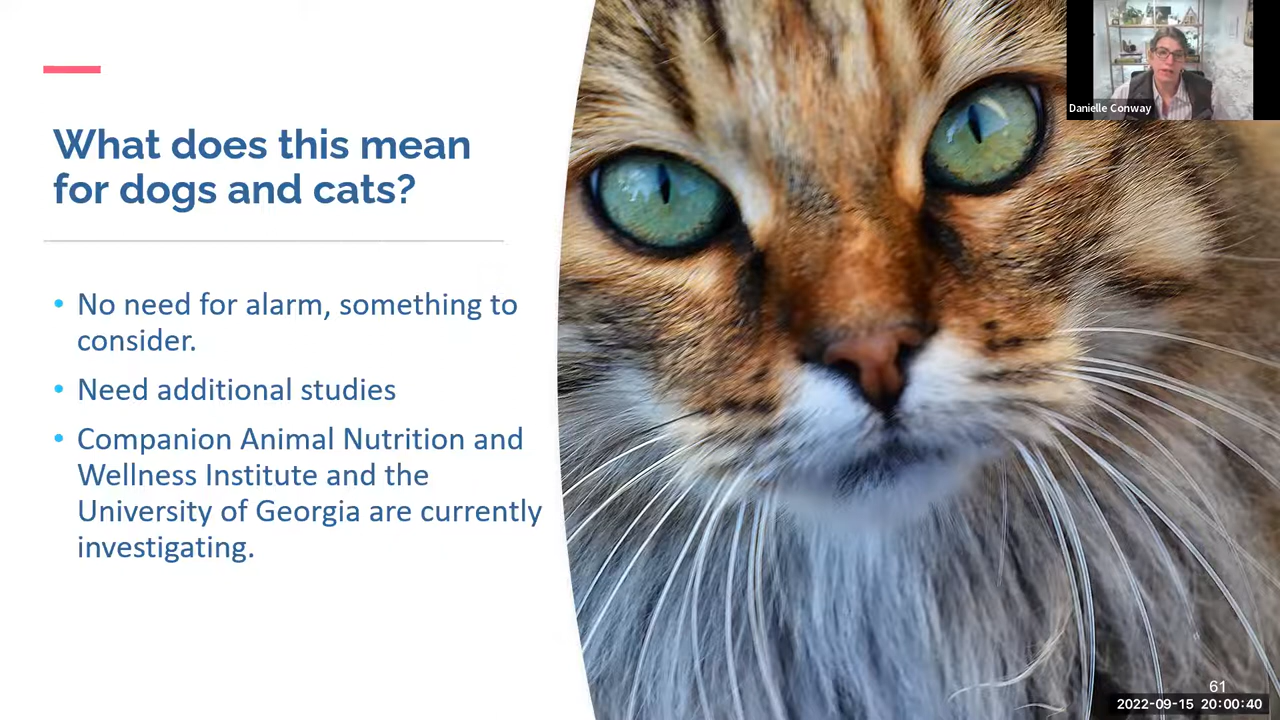 Danielle Conway
What does this mean
for dogs and cats?
• No need for alarm, something to
consider.
• Need additional studies
• Companion Animal Nutrition and
Wellness Institute and the
University of Georgia are currently
investigating.
61
2022-09-15 20:00:40